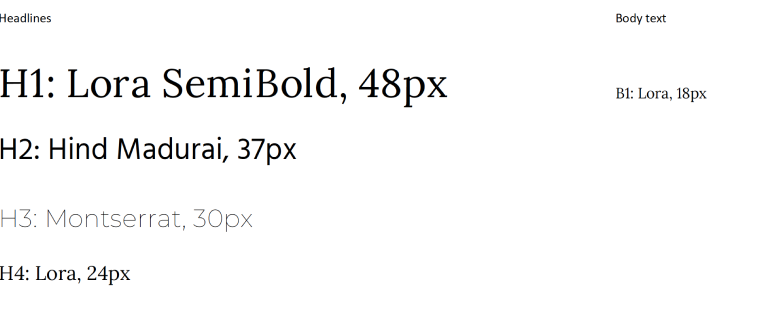 Headlines
Body text
H1: Lora SemiBold, 48px
B1: Lora, 18px
H2: Hind Madurai, 37px
H3: Montserrat, 30px
H4: Lora, 24px